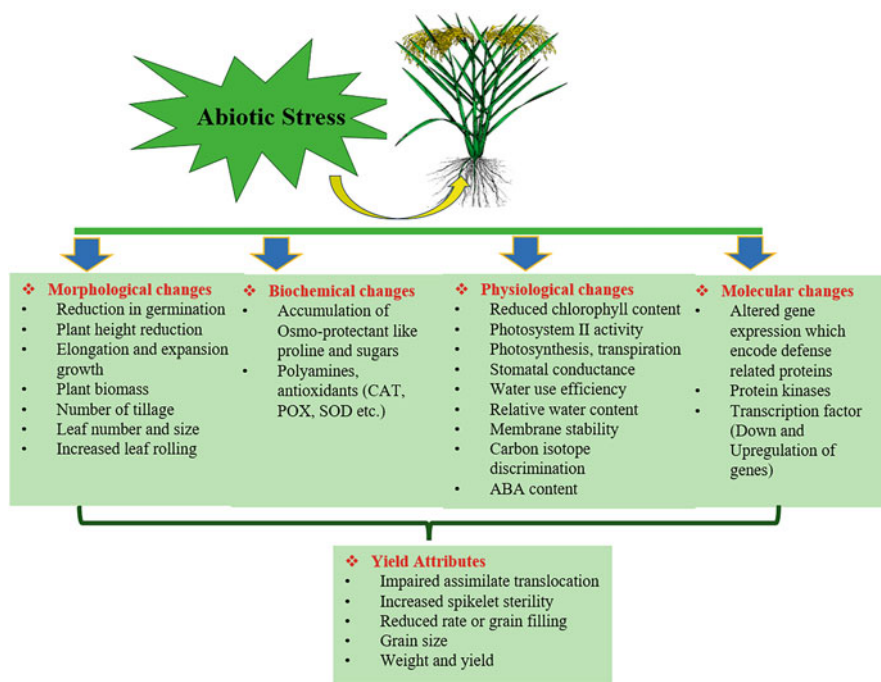 Abiotic Stress
❖ Morphological changes
• Reduction in germination
• Plant height reduction
• Elongation and expansion
growth
• Plant biomass
• Number of tillage
• Leaf number and size
• Increased leaf rolling
❖ Biochemical changes
• Accumulation of
Osmo-protectant like
proline and sugars
• Polyamines,
antioxidants (CAT,
POX, SOD etc.)
❖ Physiological changes
• Reduced chlorophyll content
• Photosystem II activity
• Photosynthesis, transpiration
• Stomatal conductance
• Water use efficiency
• Relative water content
• Membrane stability
• Carbon isotope
discrimination
• ABA content
❖ Molecular changes
• Altered gene
expression which
encode defense
related proteins
• Protein kinases
• Transcription factor
(Down and
Upregulation of
genes)
❖ Yield Attributes
• Impaired assimilate translocation
• Increased spikelet sterility
• Reduced rate or grain filling
• Grain size
• Weight and yield